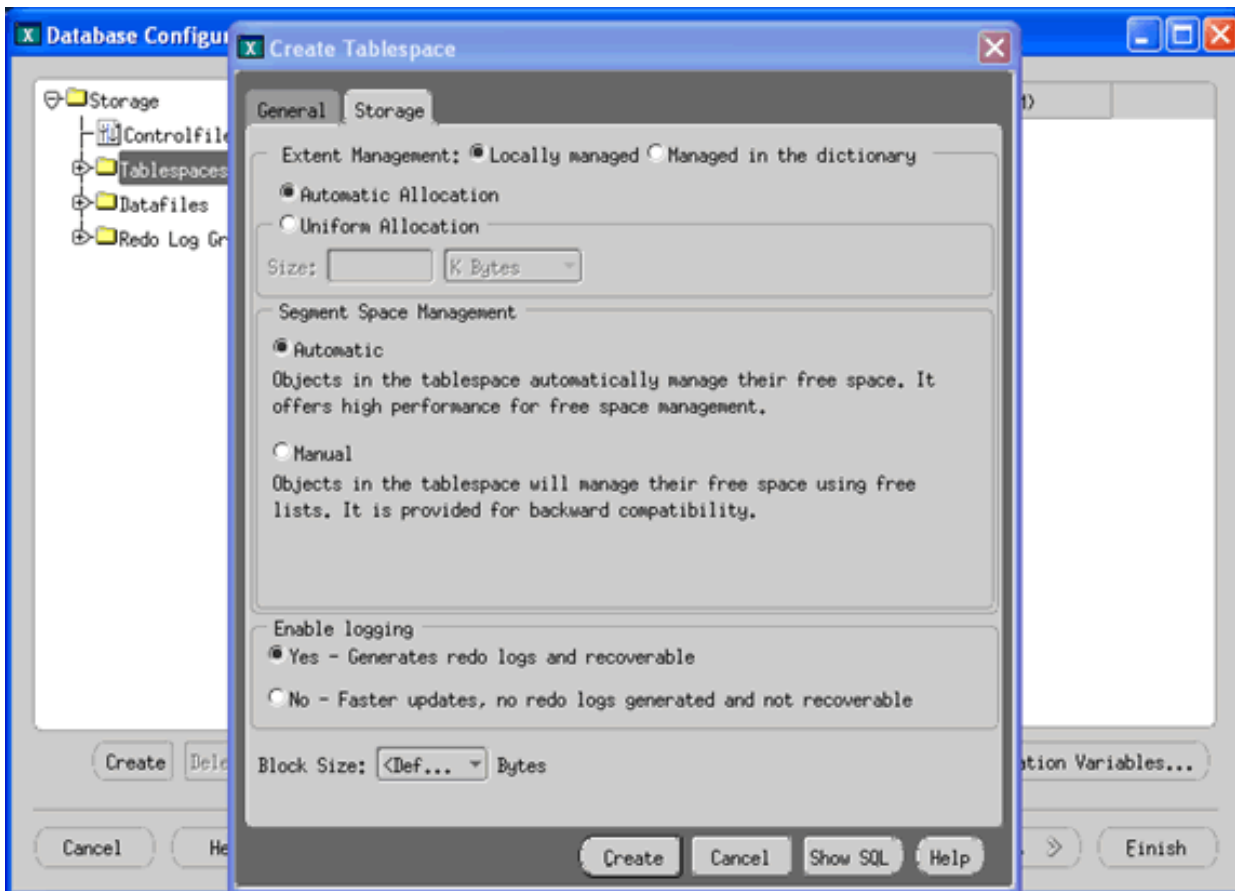 X Database Configur
X Create Tablespace
Storage
Controlfile
Tablespaces
Datafiles
Redo Log Gr
General Storage
Extent Management: Locally managed Managed in the dictionary
Automatic Allocation
Uniform Allocation
Size: K Bytes
Segment Space Management
Automatic
Objects in the tablespace automatically manage their free space. It
offers high performance for free space management.
Manual
Objects in the tablespace will manage their free space using free
lists. It is provided for backward compatibility.
Enable logging
Yes - Generates redo logs and recoverable
No - Faster updates, no redo logs generated and not recoverable
Block Size: <Def... Bytes
Create Dele ation Variables...
Cancel He Finish
Create Cancel Show SQL Help